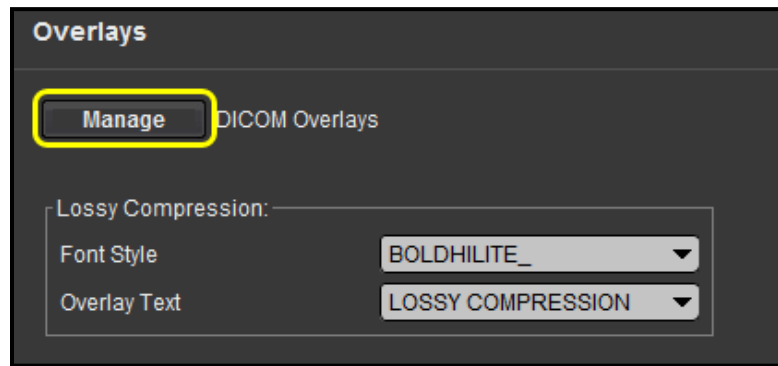 Overlays
Manage DICOM Overlays
Lossy Compression:
Font Style BOLDHILITE_
Overlay Text LOSSY COMPRESSION